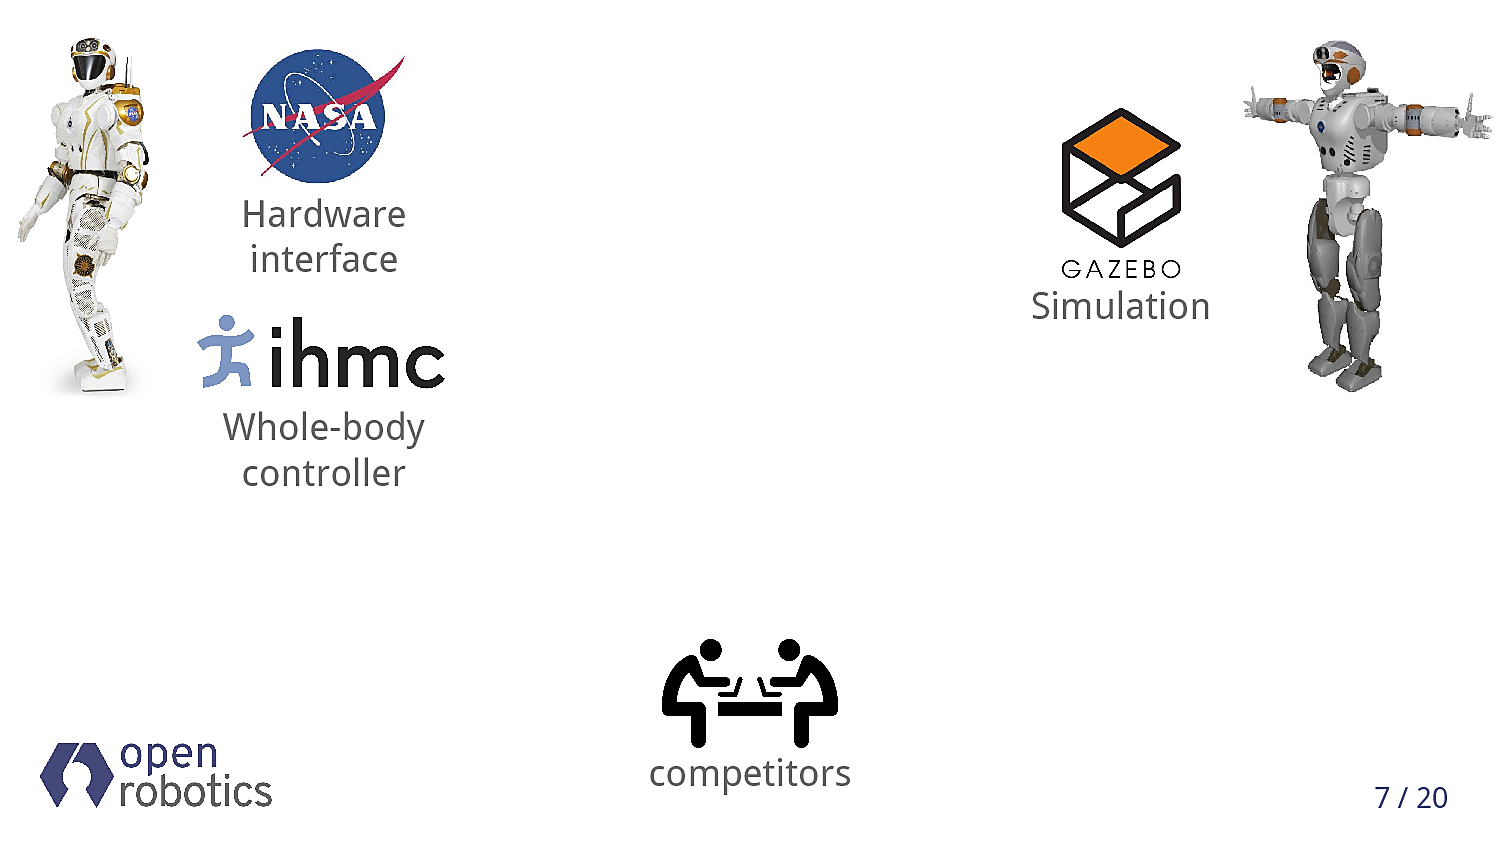 NASA
Hardware
interface
ihmc
Whole-body
controller
GAZEBO
Simulation
competitors
open
robotics
7 / 20